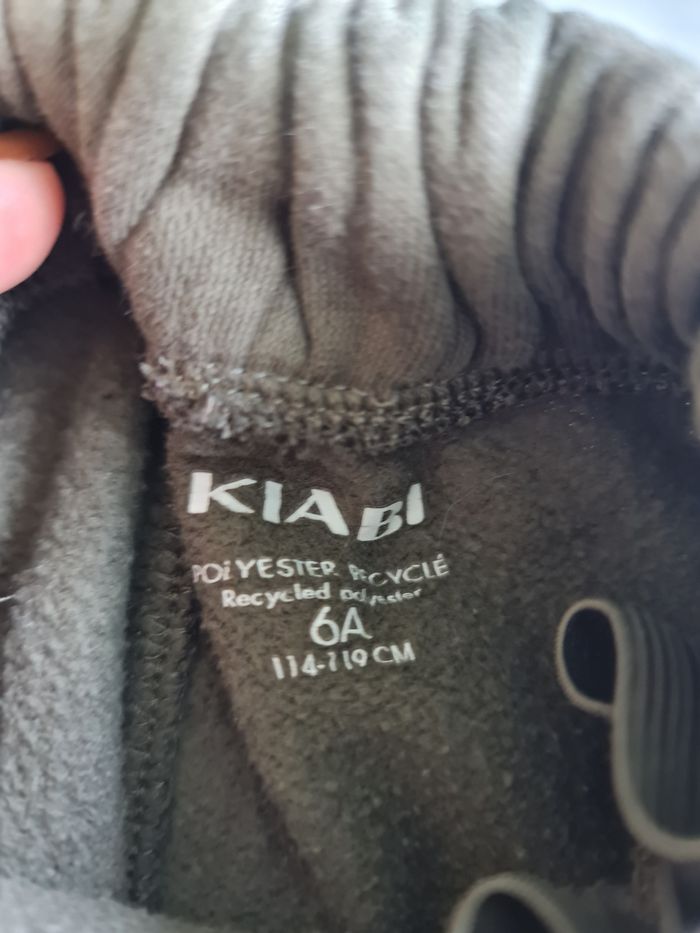 KIABI
POLYESTER RECYCLÉ
Recycled polyester
6A
114-119 CM